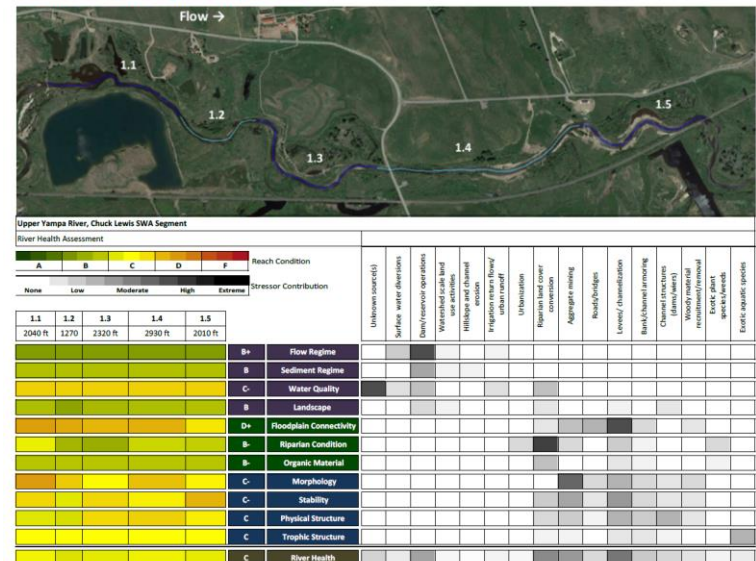 Flow →
1.1
1.2
1.3
1.4
1.5
Upper Yampa River, Chuck Lewis SWA Segment
River Health Assessment
A B C D F
Reach Condition
None Low Moderate High Extreme
Stressor Contribution
Unknown source(s)
Surface water diversions
Dam/reservoir operations
Watershed scale land
use activities
Hillslope and channel
erosion
Irrigation return flows/
urban runoff
Urbanization
Riparian land cover
conversion
Aggregate mining
Roads/bridges
Levees/ channelization
Bank/channel armoring
Channel structures
(dams/wiers)
Woody material
recruitment/removal
Exotic plant
species/weeds
Exotic aquatic species
1.1 1.2 1.3 1.4 1.5
2040 ft 1270 2320 ft 2930 ft 2010 ft
B+ Flow Regime
B Sediment Regime
C- Water Quality
B Landscape
D+ Floodplain Connectivity
B- Riparian Condition
B- Organic Material
C- Morphology
C- Stability
C Physical Structure
C Trophic Structure
C River Health